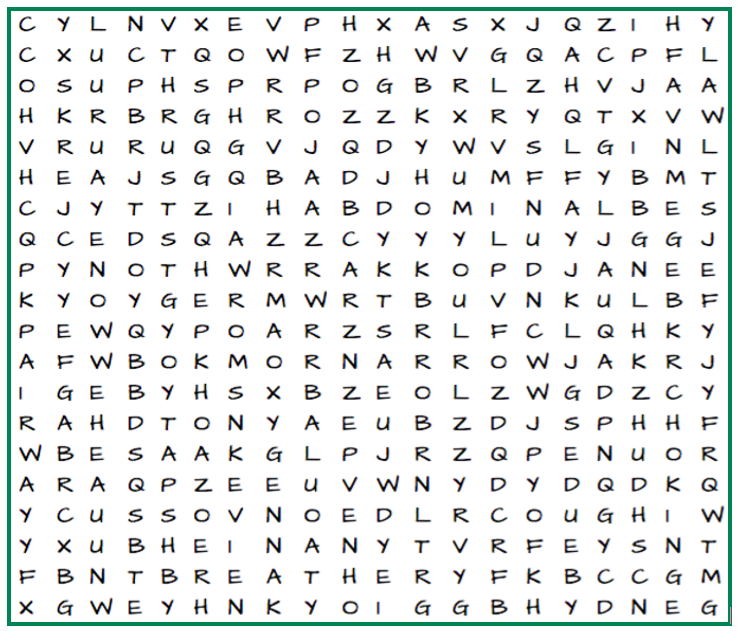 C Y L N V X E V P H X A S X J Q Z I H Y
C X U C T Q O W F Z H W V G Q A C P F L
O S U P H S P R P O G B R L Z H V J A A
H K R B R G H R O Z Z K X R Y Q T X V W
V R U R U Q G V J Q D Y W V S L G I N L
H E A J S G Q B A D J H U M F F Y B M T
C J Y T T Z I H A B D O M I N A L B E S
Q C E D S Q A Z Z C Y Y Y L U Y J G G J
P Y N O T H W R R A K K O P D J A N E E
K Y O Y G E R M W R T B U V N K U L B F
P E W Q Y P O A R Z S R L F C L Q H K Y
A F W B O K M O R N A R R O W J A K R J
I G E B Y H S X B Z E O L Z W G D Z C Y
R A H D T O N Y A E U B Z D J S P H H F
W B E S A A K G L P J R Z Q P E N U O R
A R A Q P Z E E U V W N Y D Y D Q D K Q
Y C U S S O V N O E D L R C O U G H I W
Y X U B H E I N A N Y T V R F E Y S N T
F B N T B R E A T H E R Y F K B C C G M
X G W E Y H N K Y O I G G B H Y D N E G